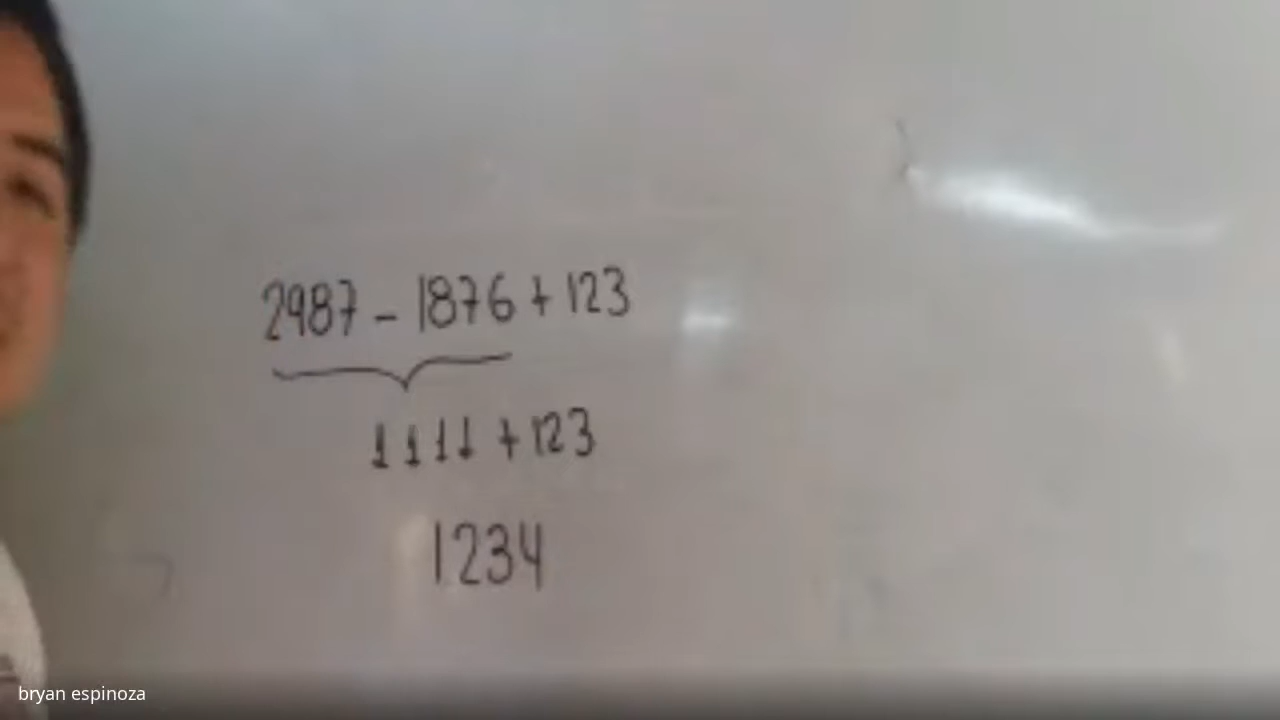 2987 - 1876 + 123
1111 + 123
1234
bryan espinoza